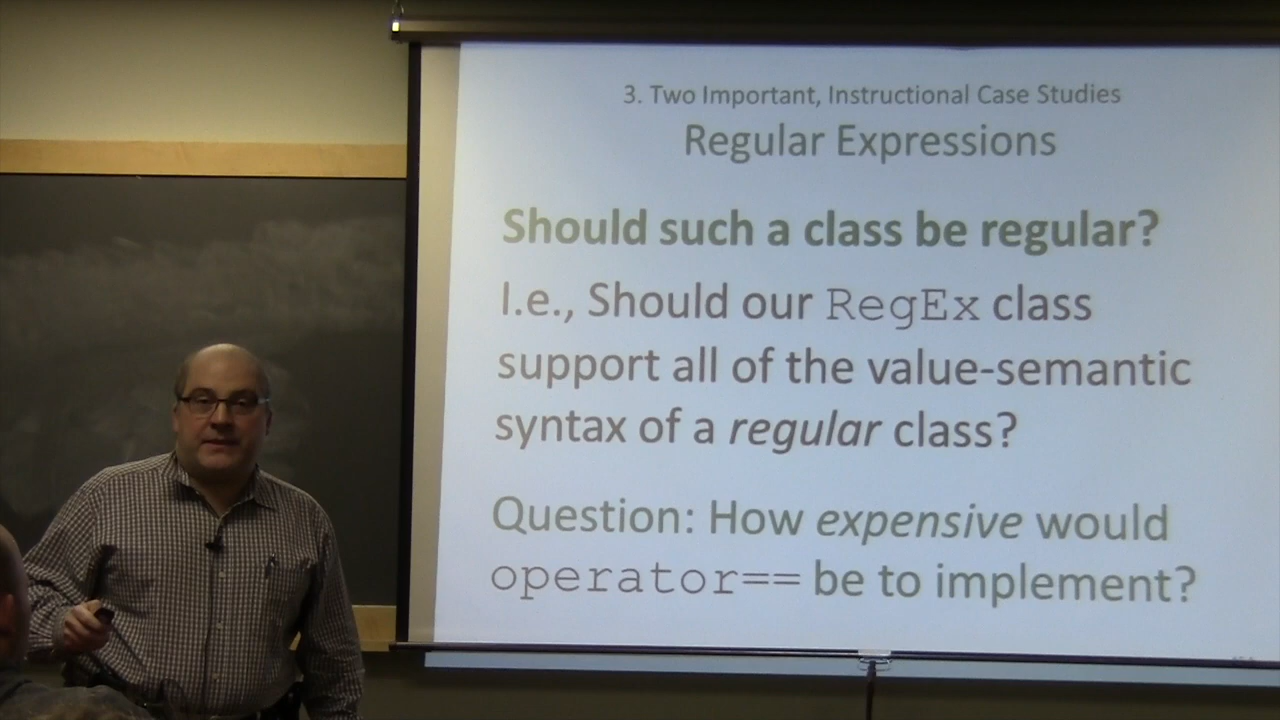 3. Two Important, Instructional Case Studies
Regular Expressions
Should such a class be regular?
I.e., Should our RegEx class
support all of the value-semantic
syntax of a regular class?
Question: How expensive would
operator== be to implement?